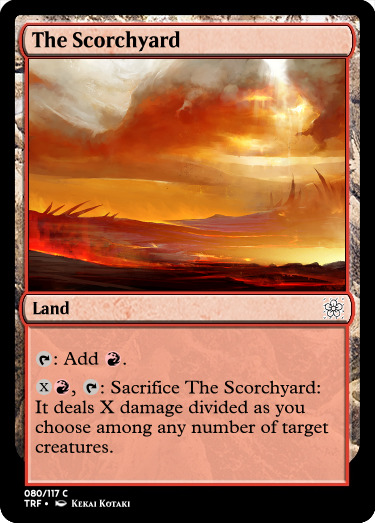 The Scorchyard
Land
: Add .
X , : Sacrifice The Scorchyard:
It deals X damage divided as you
choose among any number of target
creatures.
080/117 C
TRF • Kekai Kotaki